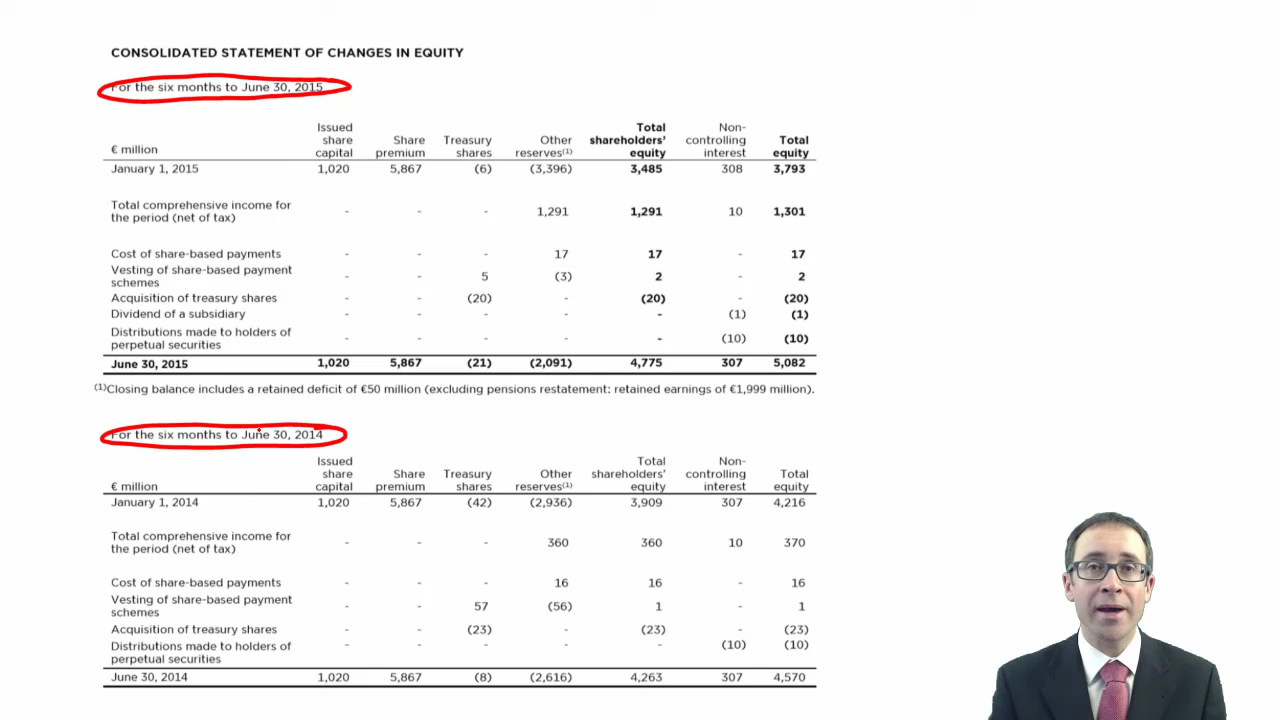 CONSOLIDATED STATEMENT OF CHANGES IN EQUITY
For the six months to June 30, 2015
€ million Issued share capital Share premium Treasury shares Other reserves(1) Total shareholders' equity Non-controlling interest Total equity
January 1, 2015 1,020 5,867 (6) (3,396) 3,485 308 3,793
Total comprehensive income for the period (net of tax) - - - 1,291 1,291 10 1,301
Cost of share-based payments - - - 17 17 - 17
Vesting of share-based payment schemes - - 5 (3) 2 - 2
Acquisition of treasury shares - - (20) - (20) - (20)
Dividend of a subsidiary - - - - - (1) (1)
Distributions made to holders of perpetual securities - - - - - (10) (10)
June 30, 2015 1,020 5,867 (21) (2,091) 4,775 307 5,082
(1)Closing balance includes a retained deficit of €50 million (excluding pensions restatement: retained earnings of €1,999 million).
For the six months to June 30, 2014
€ million Issued share capital Share premium Treasury shares Other reserves(1) Total shareholders' equity Non-controlling interest Total equity
January 1, 2014 1,020 5,867 (42) (2,936) 3,909 307 4,216
Total comprehensive income for the period (net of tax) - - - 360 360 10 370
Cost of share-based payments - - - 16 16 - 16
Vesting of share-based payment schemes - - 57 (56) 1 - 1
Acquisition of treasury shares - - (23) - (23) - (23)
Distributions made to holders of perpetual securities - - - - - (10) (10)
June 30, 2014 1,020 5,867 (8) (2,616) 4,263 307 4,570